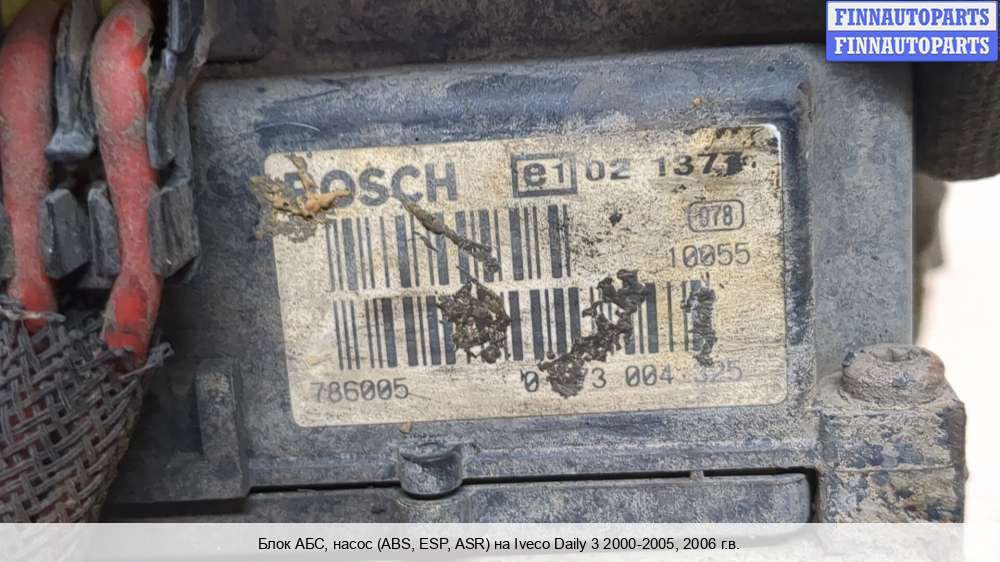 FINNAUTOPARTS
FINNAUTOPARTS
BOSCH e1 02 1371
078
10055
786005 004 325
Блок АБС, насос (ABS, ESP, ASR) на Iveco Daily 3 2000-2005, 2006 г.в.